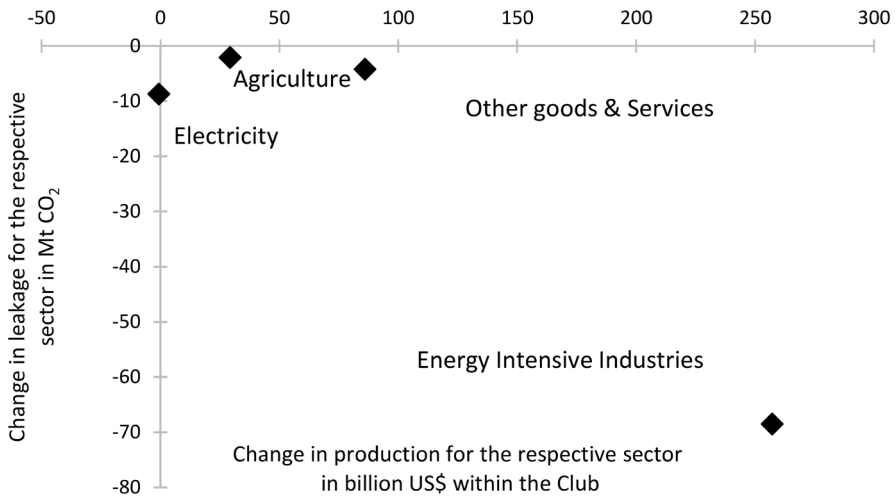 -50 0 50 100 150 200 250 300
0
-10
-20
-30
-40
-50
-60
-70
-80
Change in leakage for the respective
sector in Mt CO₂
Agriculture
Other goods & Services
Electricity
Energy Intensive Industries
Change in production for the respective sector
in billion US$ within the Club